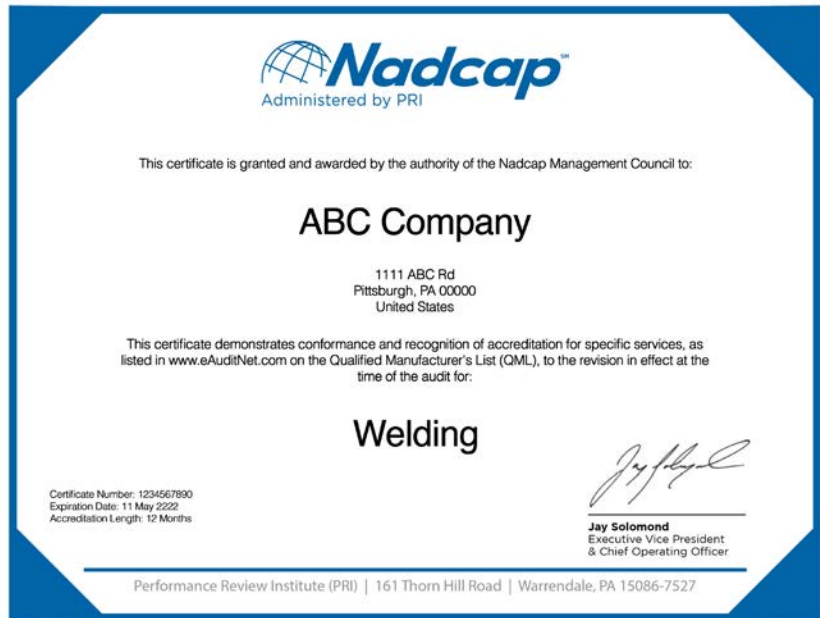 Nadcap℠
Administered by PRI
This certificate is granted and awarded by the authority of the Nadcap Management Council to:
ABC Company
1111 ABC Rd
Pittsburgh, PA 00000
United States
This certificate demonstrates conformance and recognition of accreditation for specific services, as
listed in www.eAuditNet.com on the Qualified Manufacturer's List (QML), to the revision in effect at the
time of the audit for:
Welding
Certificate Number: 1234567890
Expiration Date: 11 May 2222
Accreditation Length: 12 Months
Jay Solomond
Executive Vice President
& Chief Operating Officer
Performance Review Institute (PRI) | 161 Thorn Hill Road | Warrendale, PA 15086-7527